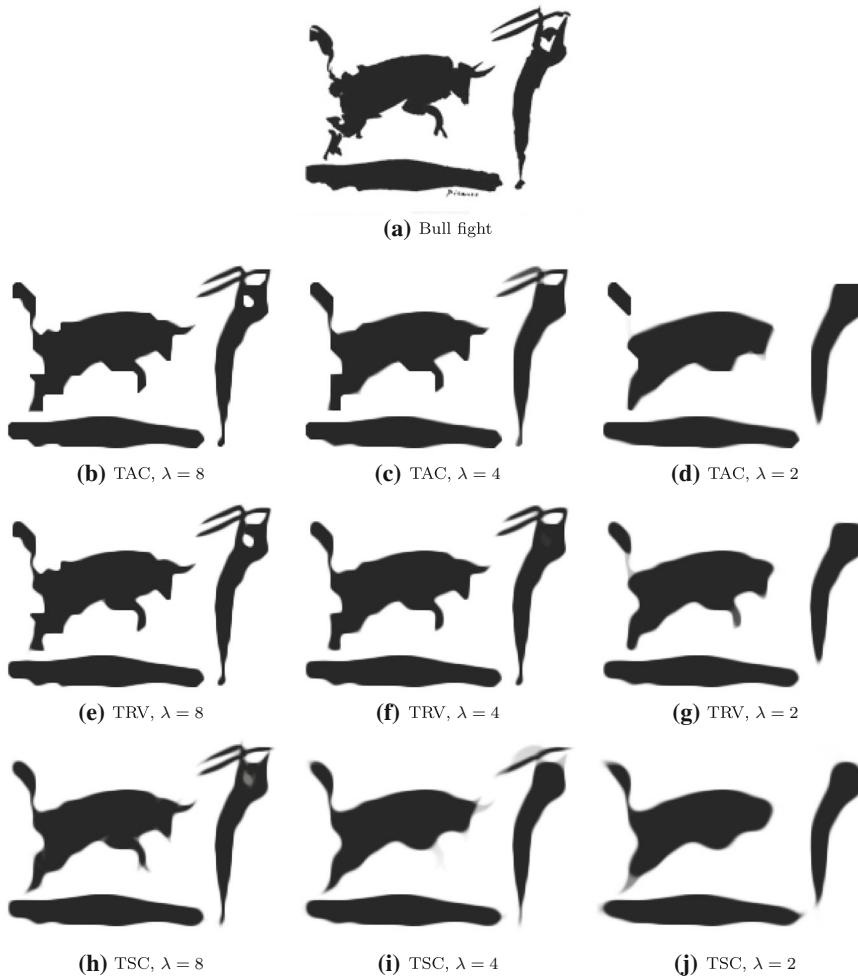 Picasso
(a) Bull fight
(b) TAC, λ = 8
(c) TAC, λ = 4
(d) TAC, λ = 2
(e) TRV, λ = 8
(f) TRV, λ = 4
(g) TRV, λ = 2
(h) TSC, λ = 8
(i) TSC, λ = 4
(j) TSC, λ = 2